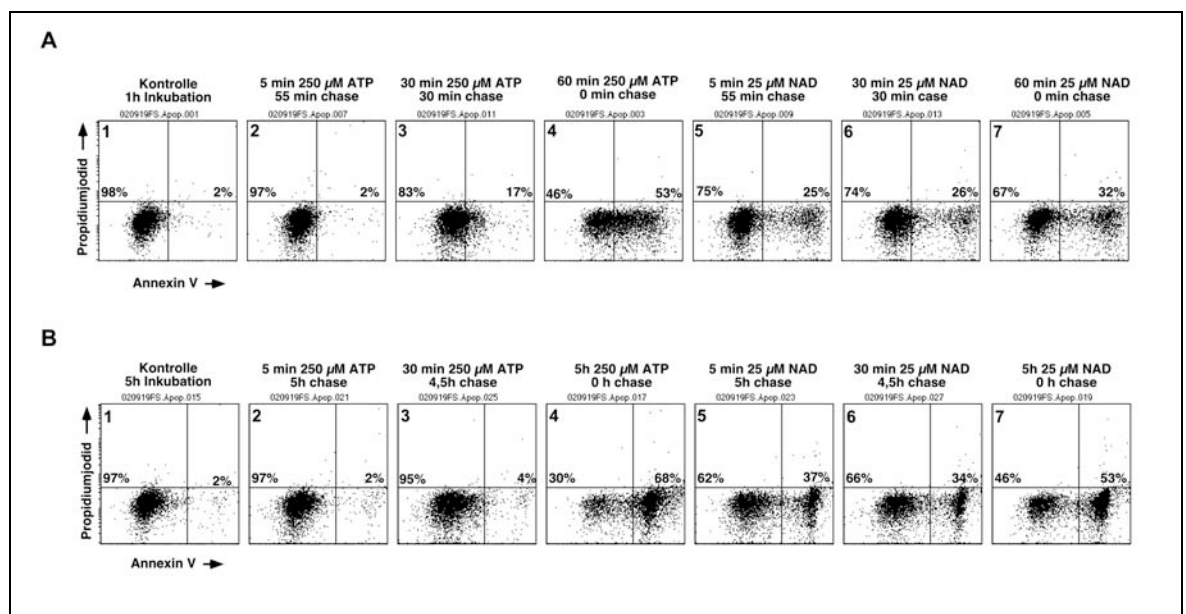 A
Kontrolle
1h Inkubation
5 min 250 µM ATP
55 min chase
30 min 250 µM ATP
30 min chase
60 min 250 µM ATP
0 min chase
5 min 25 µM NAD
55 min chase
30 min 25 µM NAD
30 min case
60 min 25 µM NAD
0 min chase
020919FS.Apop.001
020919FS.Apop.007
020919FS.Apop.011
020919FS.Apop.003
020919FS.Apop.009
020919FS.Apop.013
020919FS.Apop.005
1 2 3 4 5 6 7
98% 2% 97% 2% 83% 17% 46% 53% 75% 25% 74% 26% 67% 32%
Propidiumjodid
Annexin V
B
Kontrolle
5h Inkubation
5 min 250 µM ATP
5h chase
30 min 250 µM ATP
4,5h chase
5h 250 µM ATP
0 h chase
5 min 25 µM NAD
5h chase
30 min 25 µM NAD
4,5h chase
5h 25 µM NAD
0 h chase
020919FS.Apop.015
020919FS.Apop.021
020919FS.Apop.025
020919FS.Apop.017
020919FS.Apop.023
020919FS.Apop.027
020919FS.Apop.019
1 2 3 4 5 6 7
97% 2% 97% 2% 95% 4% 30% 68% 62% 37% 66% 34% 46% 53%
Propidiumjodid
Annexin V